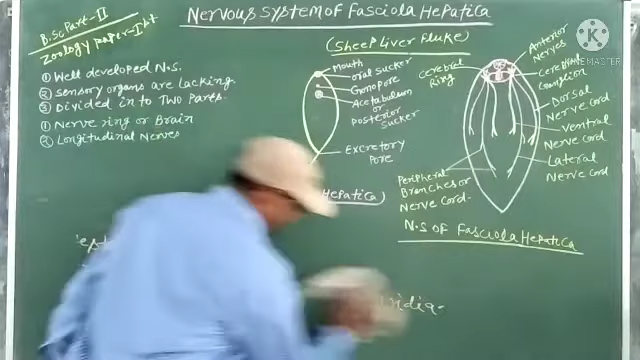 Nervous System of Fasciola Hepatica
B.Sc Part-II
Zoology paper-Ist
(Sheep Liver Fluke)
① Well developed N.S.
② Sensory organs are Lacking
③ Divided in to Two Parts-
① Nerve ring or Brain
② Longitudinal Nerves
Mouth
oral sucker
Gonopore
Acetabulum
or
Posterior
Sucker
Excretory
Pore
Hepatica)
Cerebral
Ring
Anterior
Nerves
Ganglion
Dorsal
Nerve Cord
Ventral
Nerve Cord
Lateral
Nerve Cord
Peripheral
Branches or
Nerve Cord-
N.S OF Fasciola Hepatica
KINEMASTER